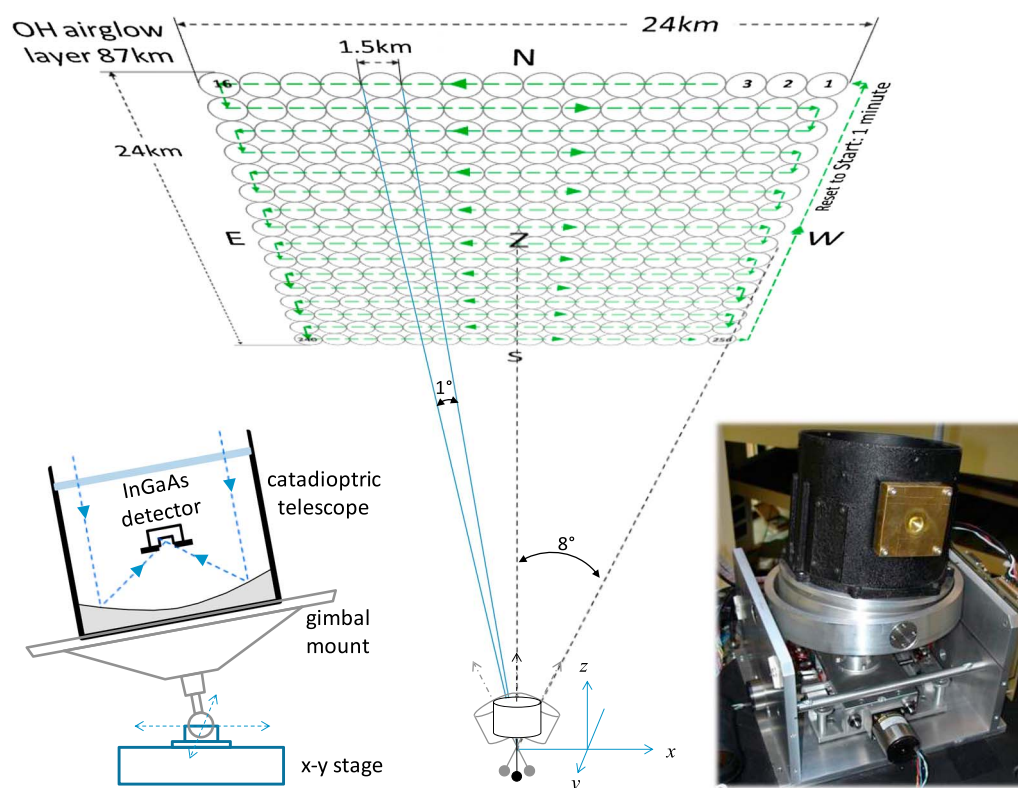 24km
OH airglow
layer 87km
1.5km
N
16
3
2
1
24km
Reset to Start: 1 minute
E
Z
W
240
256
S
1°
InGaAs
detector
catadioptric
telescope
8°
gimbal
mount
z
x
y
x-y stage